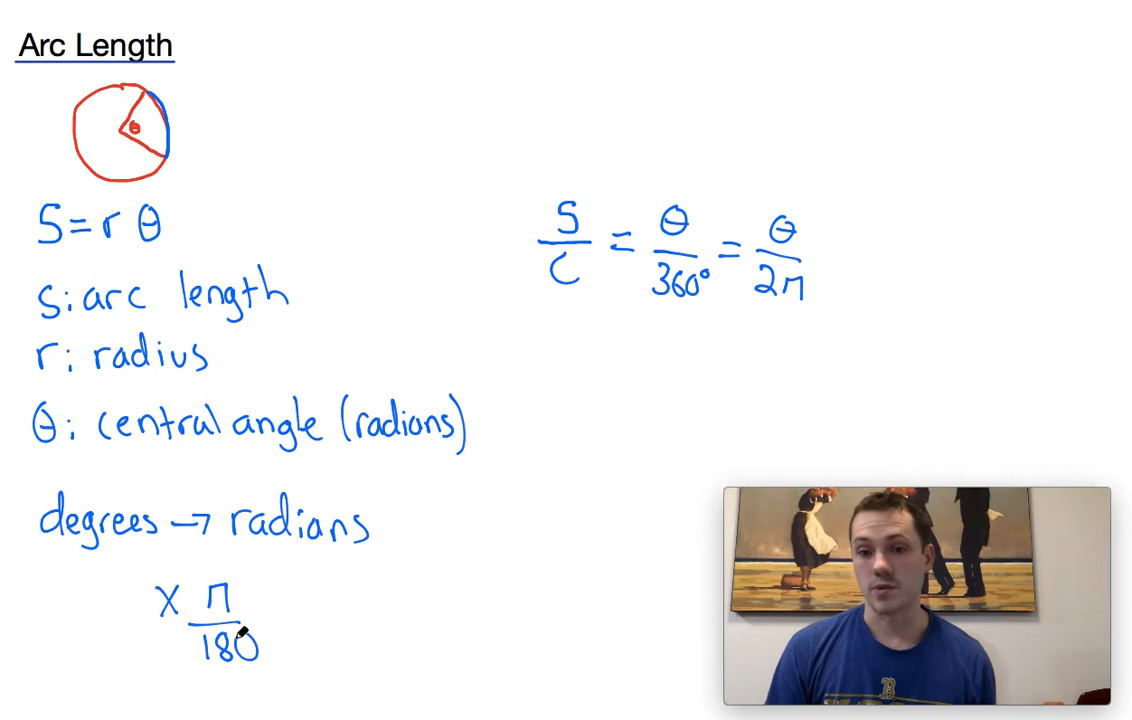 Arc Length
θ
S = r θ
s: arc length
r: radius
θ: central angle (radians)
degrees → radians
x π/180
S/C = θ/360° = θ/2π
B